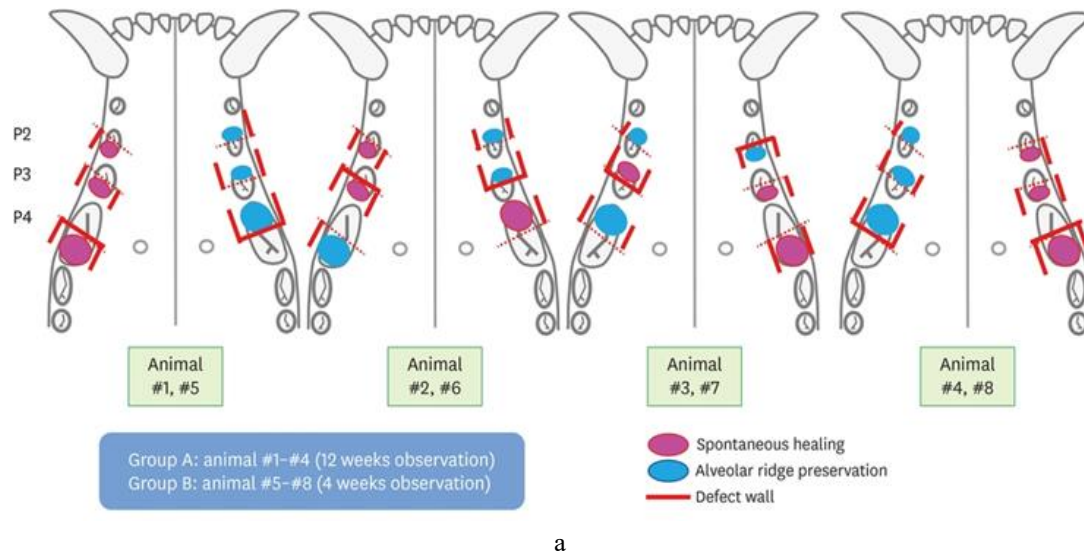 P2
P3
P4
Animal
#1, #5
Animal
#2, #6
Animal
#3, #7
Animal
#4, #8
Group A: animal #1–#4 (12 weeks observation)
Group B: animal #5–#8 (4 weeks observation)
Spontaneous healing
Alveolar ridge preservation
Defect wall
a